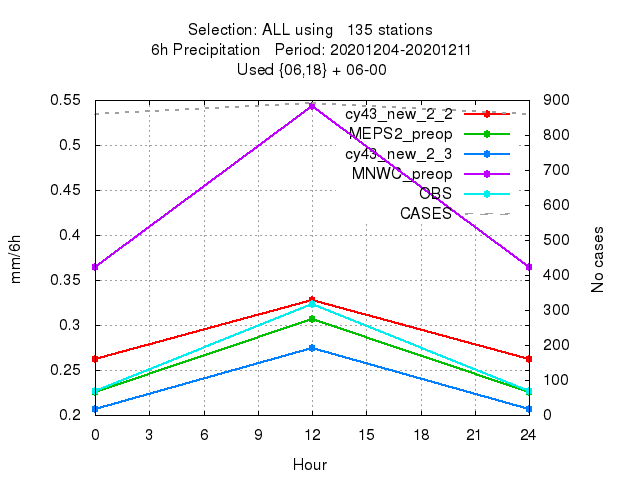 Selection: ALL using   135 stations
6h Precipitation   Period: 20201204-20201211
Used {06,18} + 06-00
0.55
0.5
0.45
0.4
0.35
0.3
0.25
0.2
mm/6h
900
800
700
600
500
400
300
200
100
0
No cases
cy43_new_2_2
MEPS2_preop
cy43_new_2_3
MNWC_preop
OBS
CASES
0 3 6 9 12 15 18 21 24
Hour